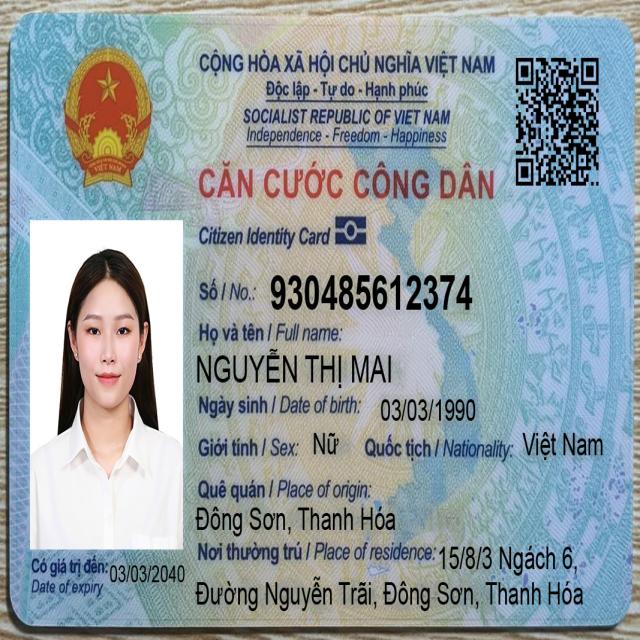 CỘNG HÒA XÃ HỘI CHỦ NGHĨA VIỆT NAM
Độc lập - Tự do - Hạnh phúc
SOCIALIST REPUBLIC OF VIET NAM
Independence - Freedom - Happiness
VIỆT NAM
CĂN CƯỚC CÔNG DÂN
Citizen Identity Card
Số / No.: 930485612374
Họ và tên / Full name:
NGUYỄN THỊ MAI
Ngày sinh / Date of birth: 03/03/1990
Giới tính / Sex: Nữ Quốc tịch / Nationality: Việt Nam
Quê quán / Place of origin:
Đông Sơn, Thanh Hóa
Nơi thường trú / Place of residence: 15/8/3 Ngách 6,
Đường Nguyễn Trãi, Đông Sơn, Thanh Hóa
Có giá trị đến: 03/03/2040
Date of expiry